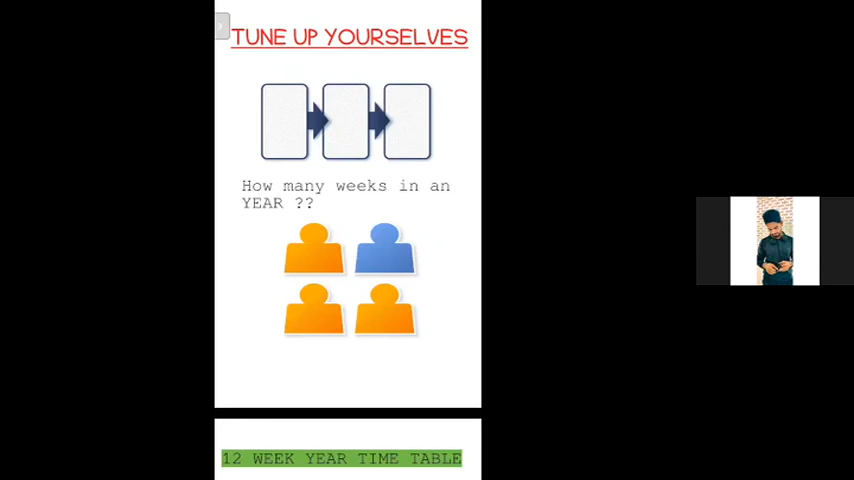 TUNE UP YOURSELVES
How many weeks in an
YEAR ??
12 WEEK YEAR TIME TABLE